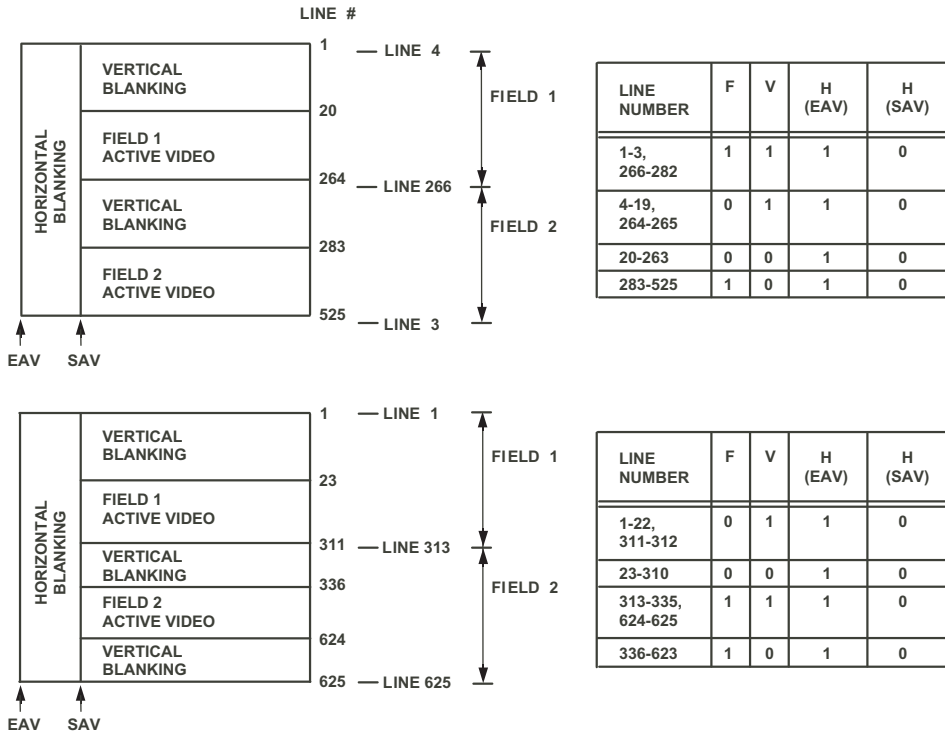 LINE #
HORIZONTAL
BLANKING
VERTICAL
BLANKING
FIELD 1
ACTIVE VIDEO
VERTICAL
BLANKING
FIELD 2
ACTIVE VIDEO
1
20
264
283
525
LINE 4
LINE 266
LINE 3
FIELD 1
FIELD 2
EAV SAV
LINE NUMBER F V H (EAV) H (SAV)
1-3, 266-282 1 1 1 0
4-19, 264-265 0 1 1 0
20-263 0 0 1 0
283-525 1 0 1 0
HORIZONTAL
BLANKING
VERTICAL
BLANKING
FIELD 1
ACTIVE VIDEO
VERTICAL
BLANKING
FIELD 2
ACTIVE VIDEO
VERTICAL
BLANKING
1
23
311
336
624
625
LINE 1
LINE 313
LINE 625
FIELD 1
FIELD 2
EAV SAV
LINE NUMBER F V H (EAV) H (SAV)
1-22, 311-312 0 1 1 0
23-310 0 0 1 0
313-335, 624-625 1 1 1 0
336-623 1 0 1 0